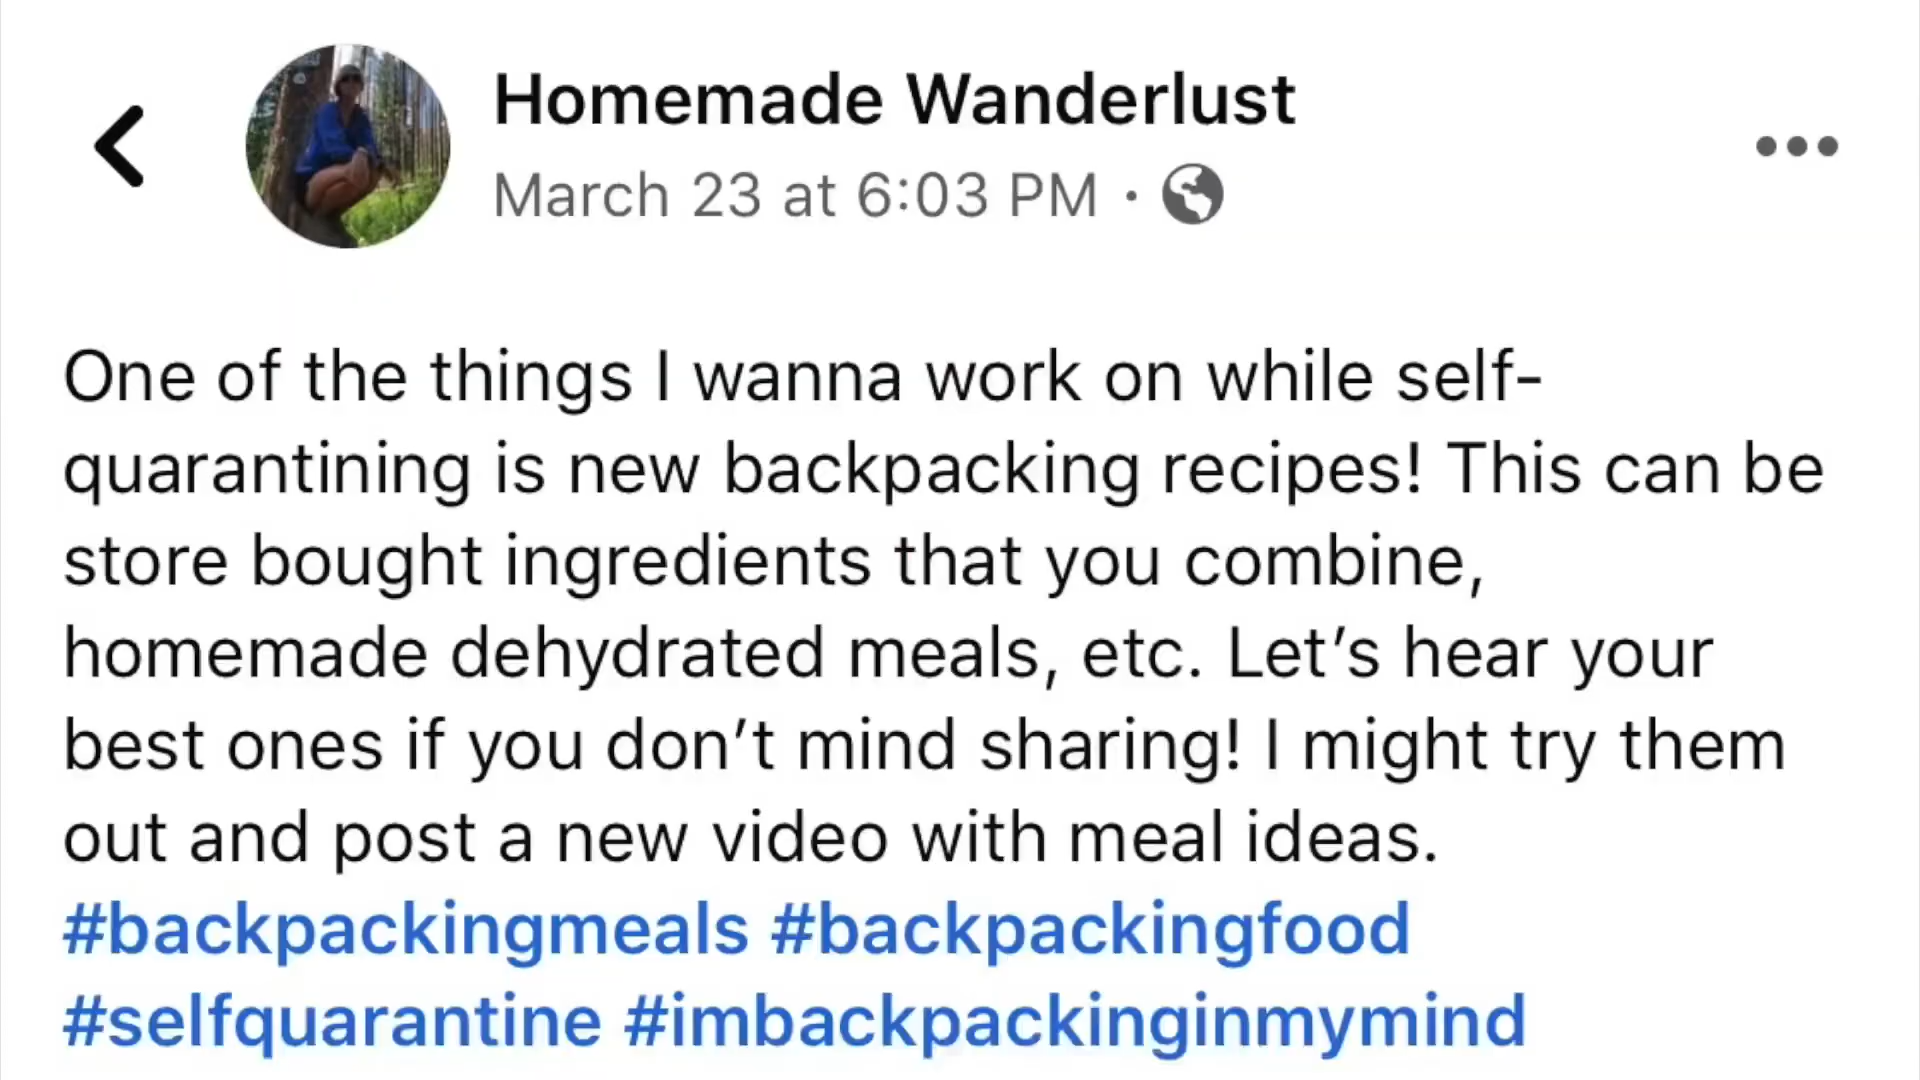 Homemade Wanderlust
March 23 at 6:03 PM ·
One of the things I wanna work on while self-
quarantining is new backpacking recipes! This can be
store bought ingredients that you combine,
homemade dehydrated meals, etc. Let’s hear your
best ones if you don’t mind sharing! I might try them
out and post a new video with meal ideas.
#backpackingmeals #backpackingfood
#selfquarantine #imbackpackinginmymind